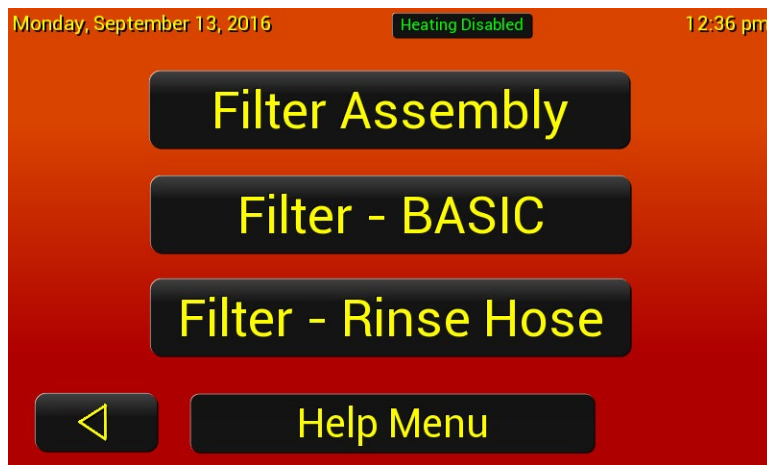 Monday, September 13, 2016 Heating Disabled 12:36 pm
Filter Assembly
Filter - BASIC
Filter - Rinse Hose
Help Menu